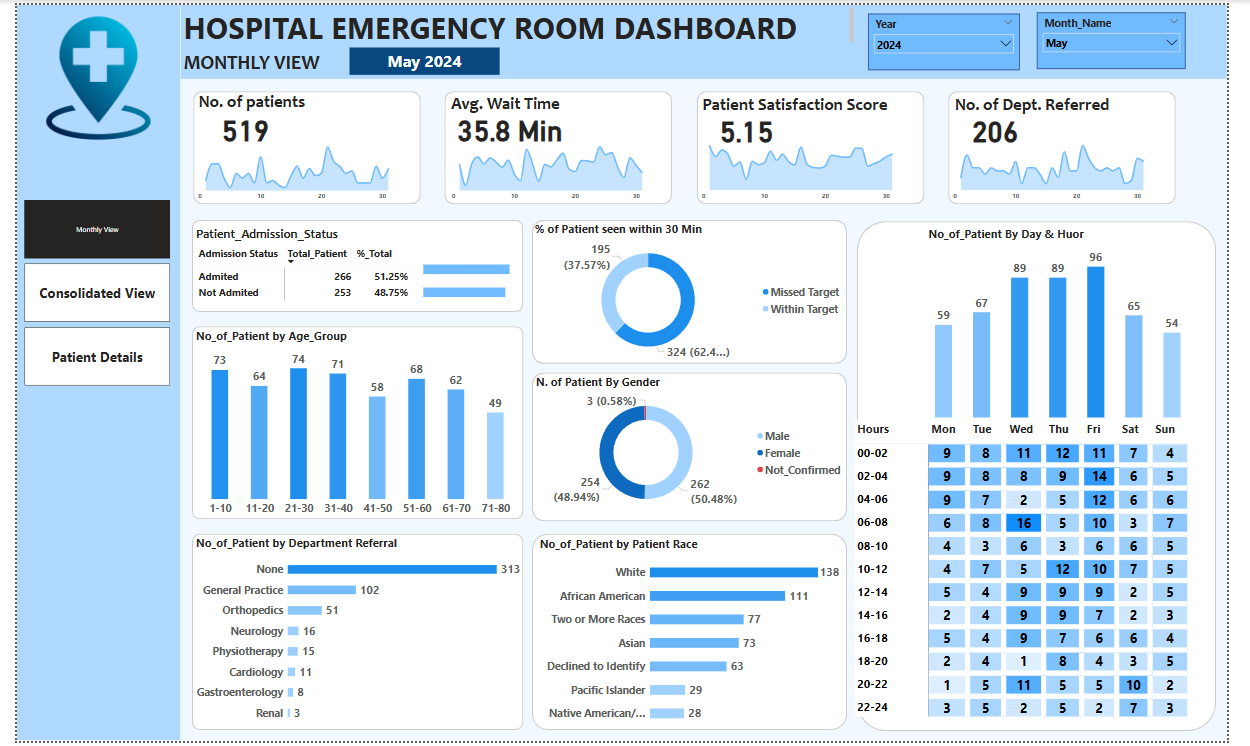 HOSPITAL EMERGENCY ROOM DASHBOARD
MONTHLY VIEW
May 2024
Year
2024
Month_Name
May
Monthly View
Consolidated View
Patient Details
No. of patients
519
0 10 20 30
Avg. Wait Time
35.8 Min
0 10 20 30
Patient Satisfaction Score
5.15
0 10 20 30
No. of Dept. Referred
206
0 10 20 30
Patient_Admission_Status
Admission Status Total_Patient %_Total
Admited 266 51.25%
Not Admited 253 48.75%
% of Patient seen within 30 Min
195
(37.57%)
324 (62.4...)
Missed Target
Within Target
No_of_Patient by Age_Group
73 64 74 71 58 68 62 49
1-10 11-20 21-30 31-40 41-50 51-60 61-70 71-80
N. of Patient By Gender
3 (0.58%)
254
(48.94%)
262
(50.48%)
Male
Female
Not_Confirmed
No_of_Patient by Department Referral
None 313
General Practice 102
Orthopedics 51
Neurology 16
Physiotherapy 15
Cardiology 11
Gastroenterology 8
Renal 3
No_of_Patient by Patient Race
White 138
African American 111
Two or More Races 77
Asian 73
Declined to Identify 63
Pacific Islander 29
Native American/... 28
No_of_Patient By Day & Huor
59 67 89 89 96 65 54
Hours Mon Tue Wed Thu Fri Sat Sun
00-02 9 8 11 12 11 7 4
02-04 9 8 8 9 14 6 5
04-06 9 7 2 5 12 6 6
06-08 6 8 16 5 10 3 7
08-10 4 3 6 3 6 6 5
10-12 4 7 5 12 10 7 5
12-14 5 4 9 9 9 2 5
14-16 2 4 9 9 7 2 3
16-18 5 4 9 7 6 6 4
18-20 2 4 1 8 4 3 5
20-22 1 5 11 5 5 10 2
22-24 3 5 2 5 2 7 3